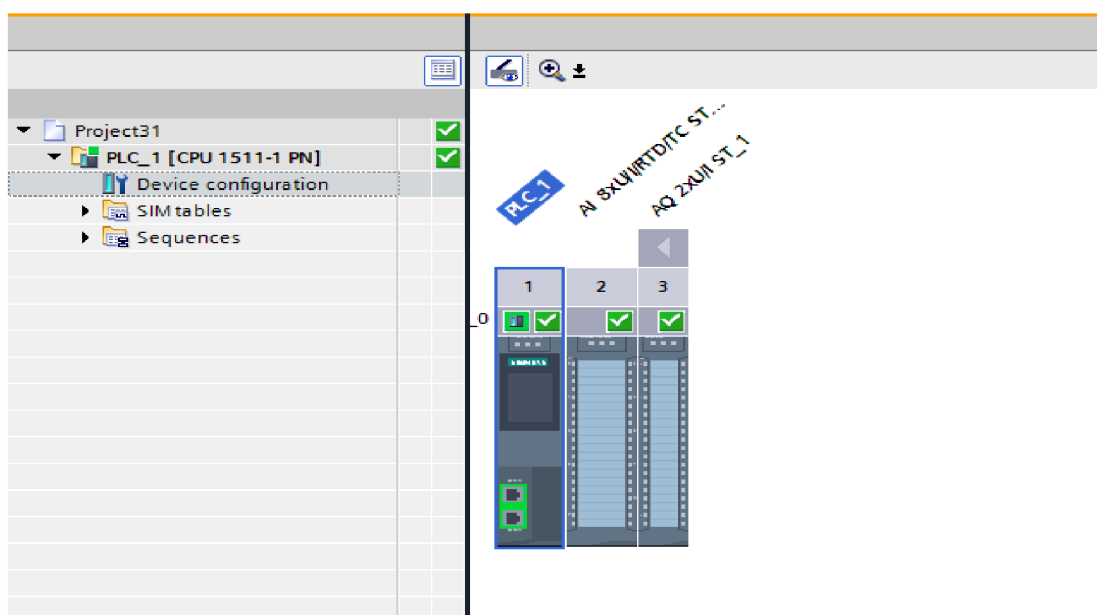 Project31
PLC_1 [CPU 1511-1 PN]
Device configuration
SIM tables
Sequences
PLC_1
AI 8xU/I/RTD/TC ST...
AQ 2xU/I ST_1
1 2 3
_0
SIEMENS